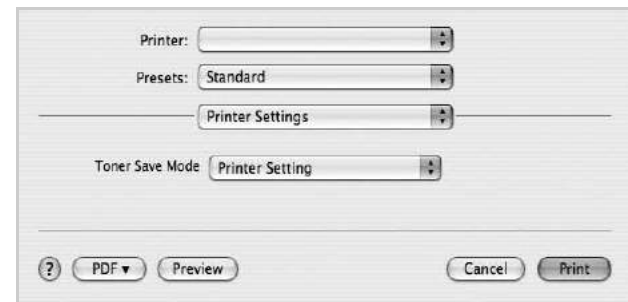 Printer:
Presets: Standard
Printer Settings
Toner Save Mode Printer Setting
? PDF ▾ Preview Cancel Print